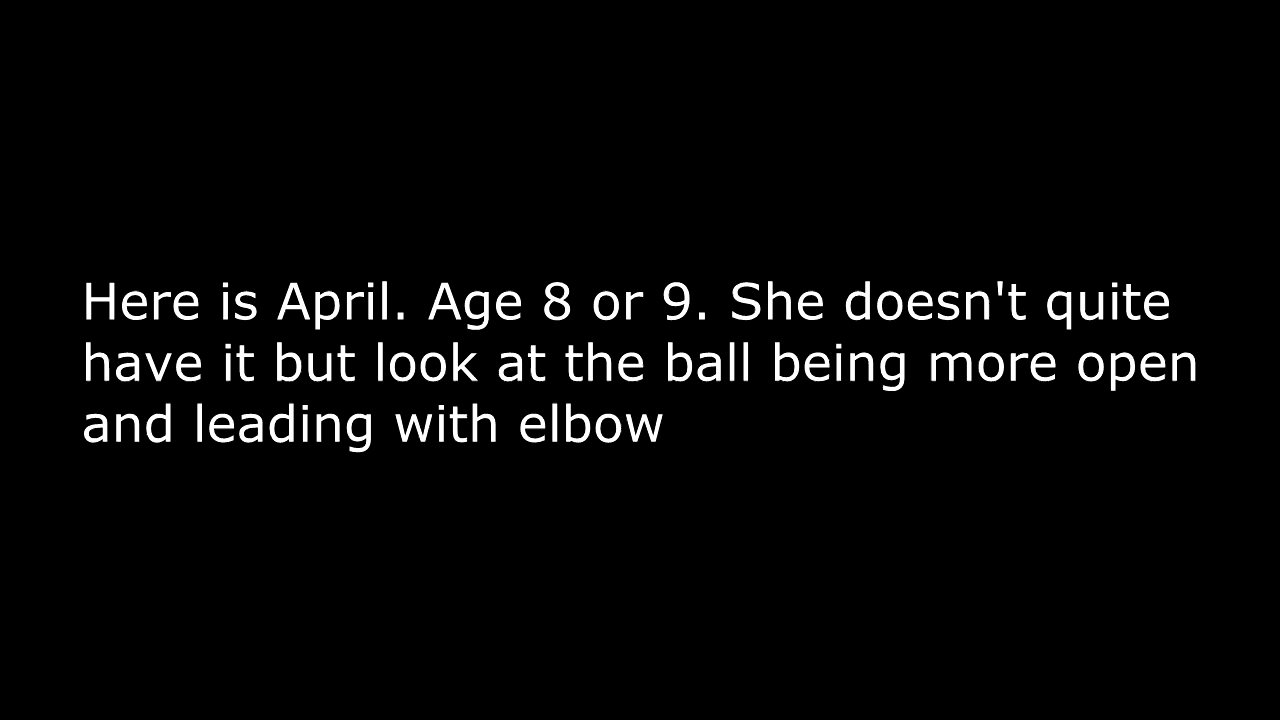 Here is April. Age 8 or 9. She doesn't quite
have it but look at the ball being more open
and leading with elbow